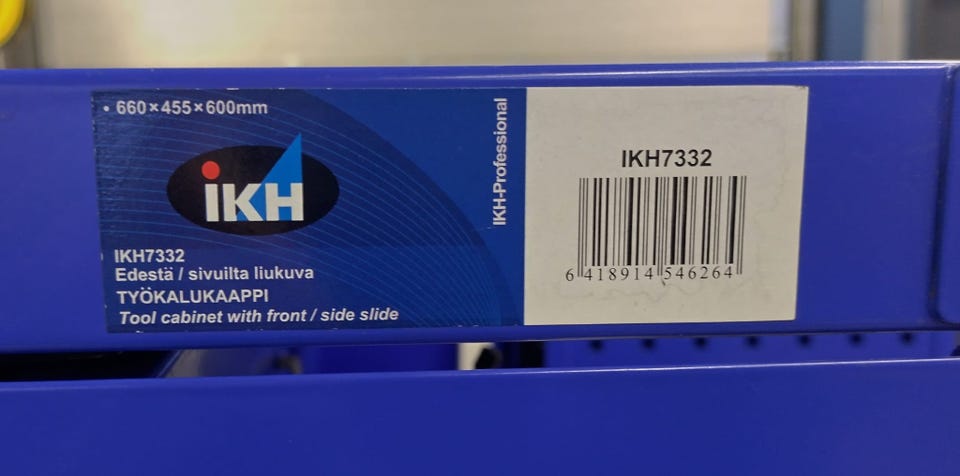 • 660×455×600mm
IKH
IKH7332
Edestä / sivuilta liukuva
TYÖKALUKAAPPI
Tool cabinet with front / side slide
IKH-Professional
IKH7332
6 418914 546264